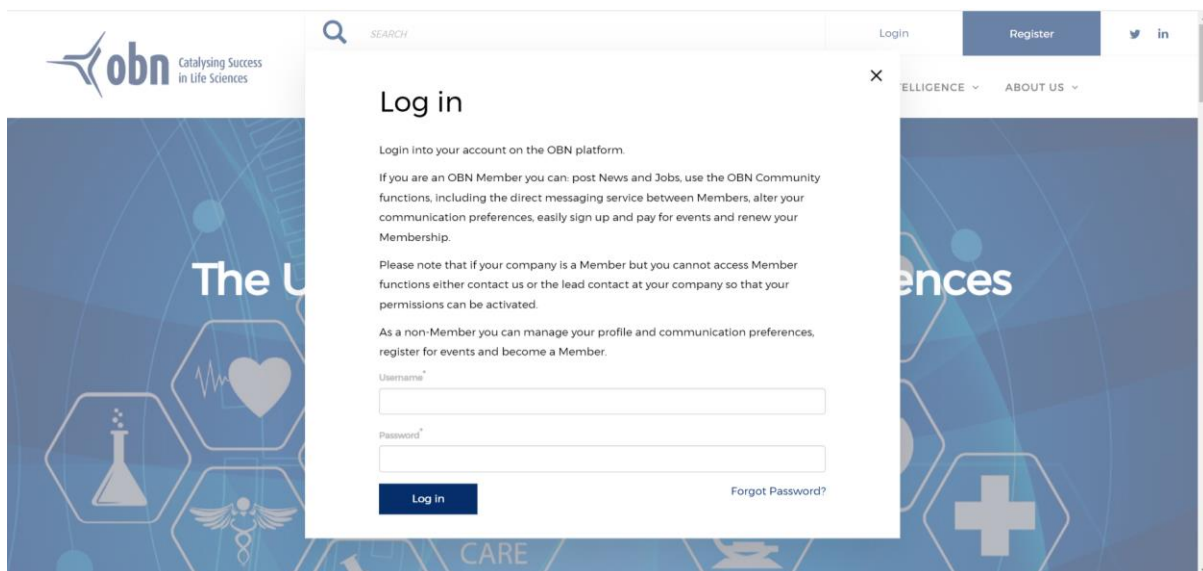 obn Catalysing Success
in Life Sciences
SEARCH
Login
Register
in
ELLIGENCE
ABOUT US
Log in
Login into your account on the OBN platform.
If you are an OBN Member you can: post News and Jobs, use the OBN Community
functions, including the direct messaging service between Members, alter your
communication preferences, easily sign up and pay for events and renew your
Membership.
Please note that if your company is a Member but you cannot access Member
functions either contact us or the lead contact at your company so that your
permissions can be activated.
As a non-Member you can manage your profile and communication preferences,
register for events and become a Member.
Username*
Password*
Log in
Forgot Password?
The U
ences
CARE